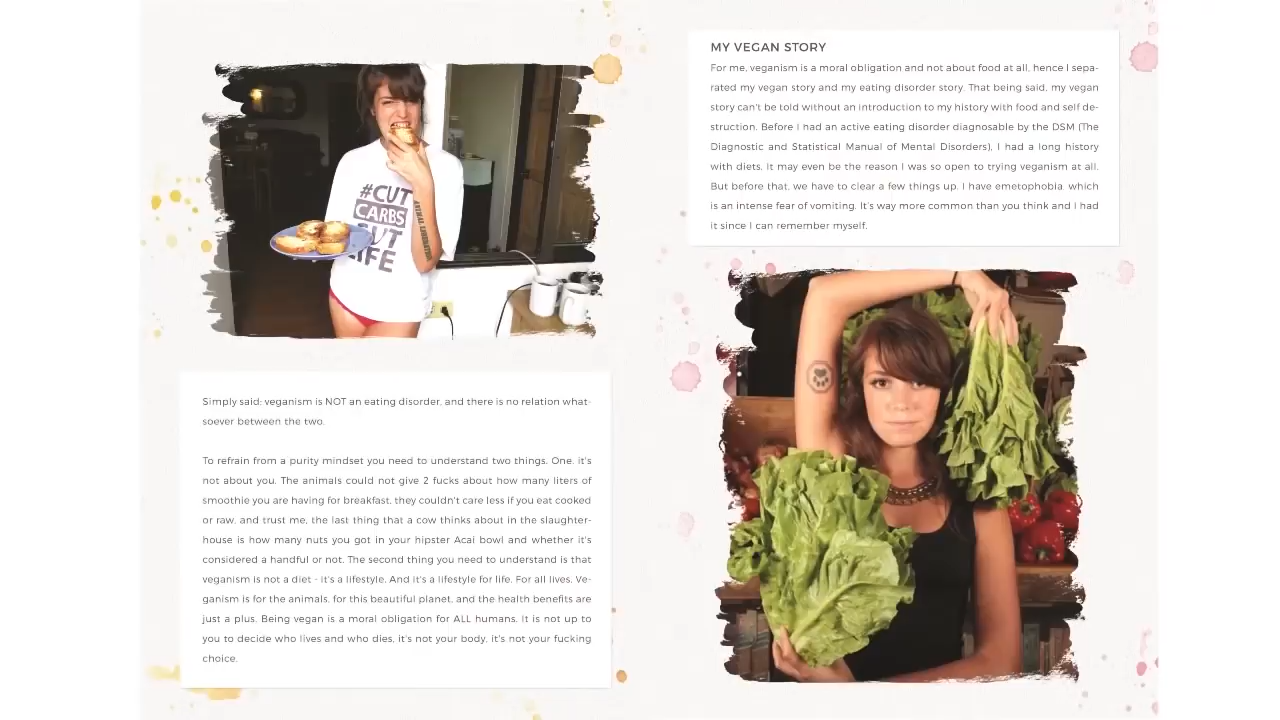 #CUT
CARBS
CUT
LIFE
Simply said: veganism is NOT an eating disorder, and there is no relation what-
soever between the two.
To refrain from a purity mindset you need to understand two things. One, it's
not about you. The animals could not give 2 fucks about how many liters of
smoothie you are having for breakfast, they couldn't care less if you eat cooked
or raw, and trust me, the last thing that a cow thinks about in the slaughter-
house is how many nuts you got in your hipster Acai bowl and whether it's
considered a handful or not. The second thing you need to understand is that
veganism is not a diet - it's a lifestyle. And it's a lifestyle for life. For all lives. Ve-
ganism is for the animals, for this beautiful planet, and the health benefits are
just a plus. Being vegan is a moral obligation for ALL humans. It is not up to
you to decide who lives and who dies, it's not your body, it's not your fucking
choice.
MY VEGAN STORY
For me, veganism is a moral obligation and not about food at all, hence I sepa-
rated my vegan story and my eating disorder story. That being said, my vegan
story can't be told without an introduction to my history with food and self de-
struction. Before I had an active eating disorder diagnosable by the DSM (The
Diagnostic and Statistical Manual of Mental Disorders), I had a long history
with diets. It may even be the reason I was so open to trying veganism at all.
But before that, we have to clear a few things up. I have emetophobia, which
is an intense fear of vomiting. It's way more common than you think and I had
it since I can remember myself.